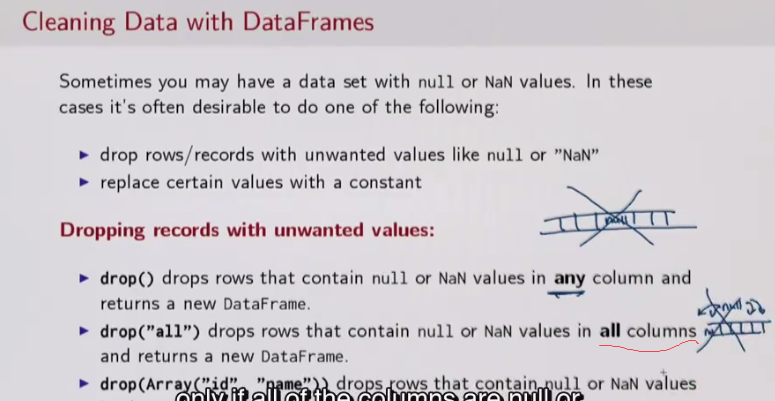 Cleaning Data with DataFrames
Sometimes you may have a data set with null or NaN values. In these
cases it's often desirable to do one of the following:
▶ drop rows/records with unwanted values like null or "NaN"
▶ replace certain values with a constant
null
Dropping records with unwanted values:
▶ drop() drops rows that contain null or NaN values in any column and
returns a new DataFrame.
null
▶ drop("all") drops rows that contain null or NaN values in all columns
and returns a new DataFrame.
▶ drop(Array("id", "name")) drops rows that contain null or NaN values
only if all of the columns are null or